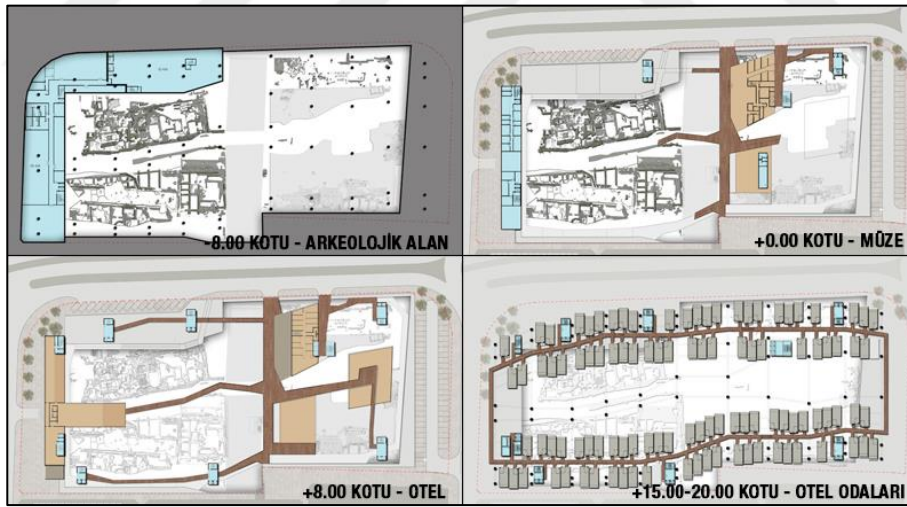 -8.00 KOTU - ARKEOLOJİK ALAN
+0.00 KOTU - MÜZE
+8.00 KOTU - OTEL
+15.00-20.00 KOTU - OTEL ODALARI